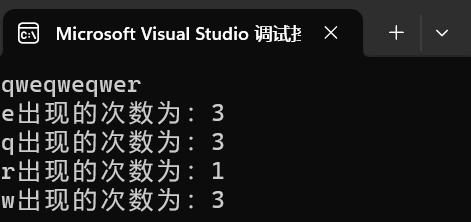 Microsoft Visual Studio 调试
qweqweqwer
e出现的次数为：3
q出现的次数为：3
r出现的次数为：1
w出现的次数为：3